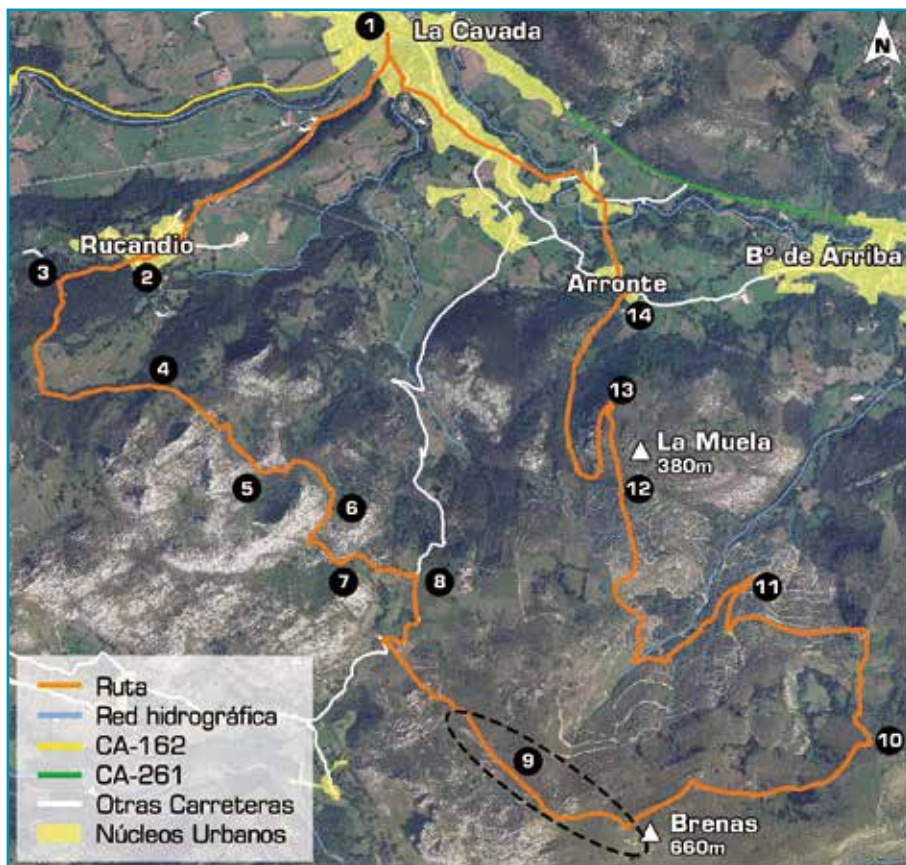 1
La Cavada
N
Rucandio
3
2
Bº de Arriba
Arronte
14
4
13
La Muela
380m
5
12
6
7
8
11
Ruta
Red hidrográfica
CA-162
CA-261
Otras Carreteras
Núcleos Urbanos
9
10
Brenas
660m